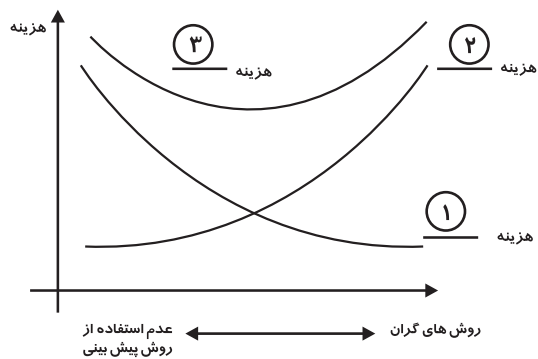 هزینه
۳
هزینه
۲
هزینه
۱
هزینه
عدم استفاده از
روش پیش بینی
روش های گران